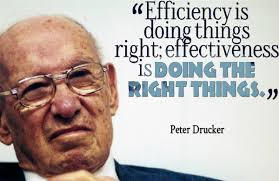 “Efficiency is
doing things
right; effectiveness
is DOING THE
RIGHT THINGS.„
Peter Drucker